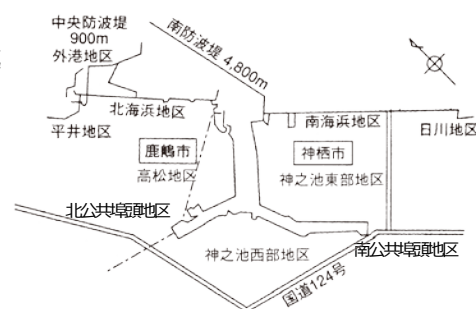 中央防波堤
900m
外港地区
南防波堤 4,800m
北海浜地区
南海浜地区
平井地区
日川地区
鹿嶋市
神栖市
高松地区
神之池東部地区
北公共埠頭地区
神之池西部地区
南公共埠頭地区
国道124号